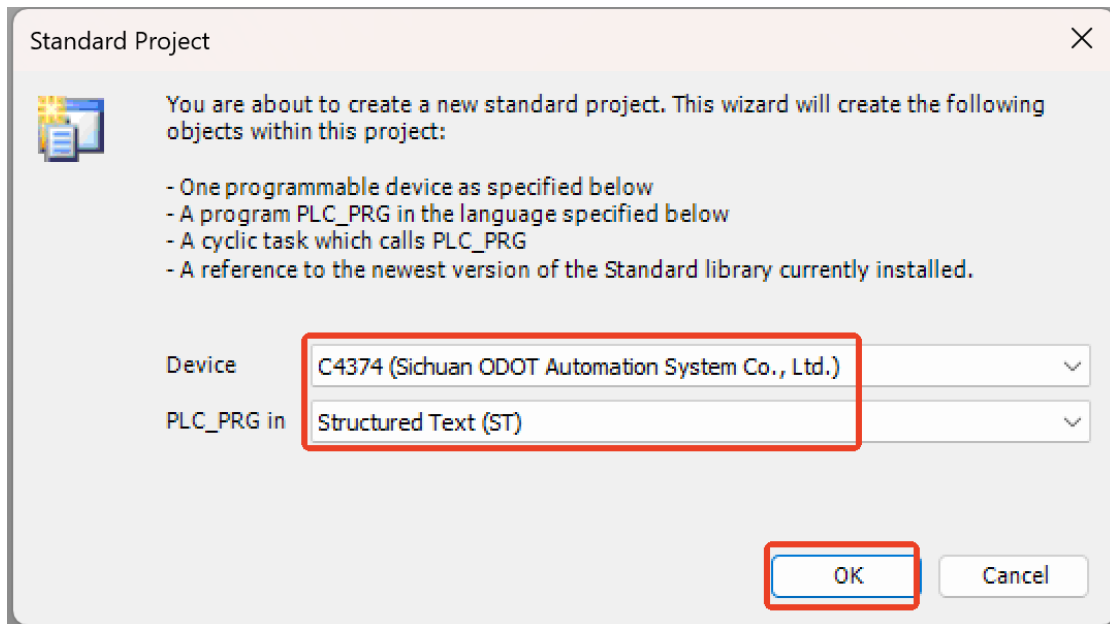 Standard Project
You are about to create a new standard project. This wizard will create the following
objects within this project:
- One programmable device as specified below
- A program PLC_PRG in the language specified below
- A cyclic task which calls PLC_PRG
- A reference to the newest version of the Standard library currently installed.
Device C4374 (Sichuan ODOT Automation System Co., Ltd.)
PLC_PRG in Structured Text (ST)
OK Cancel